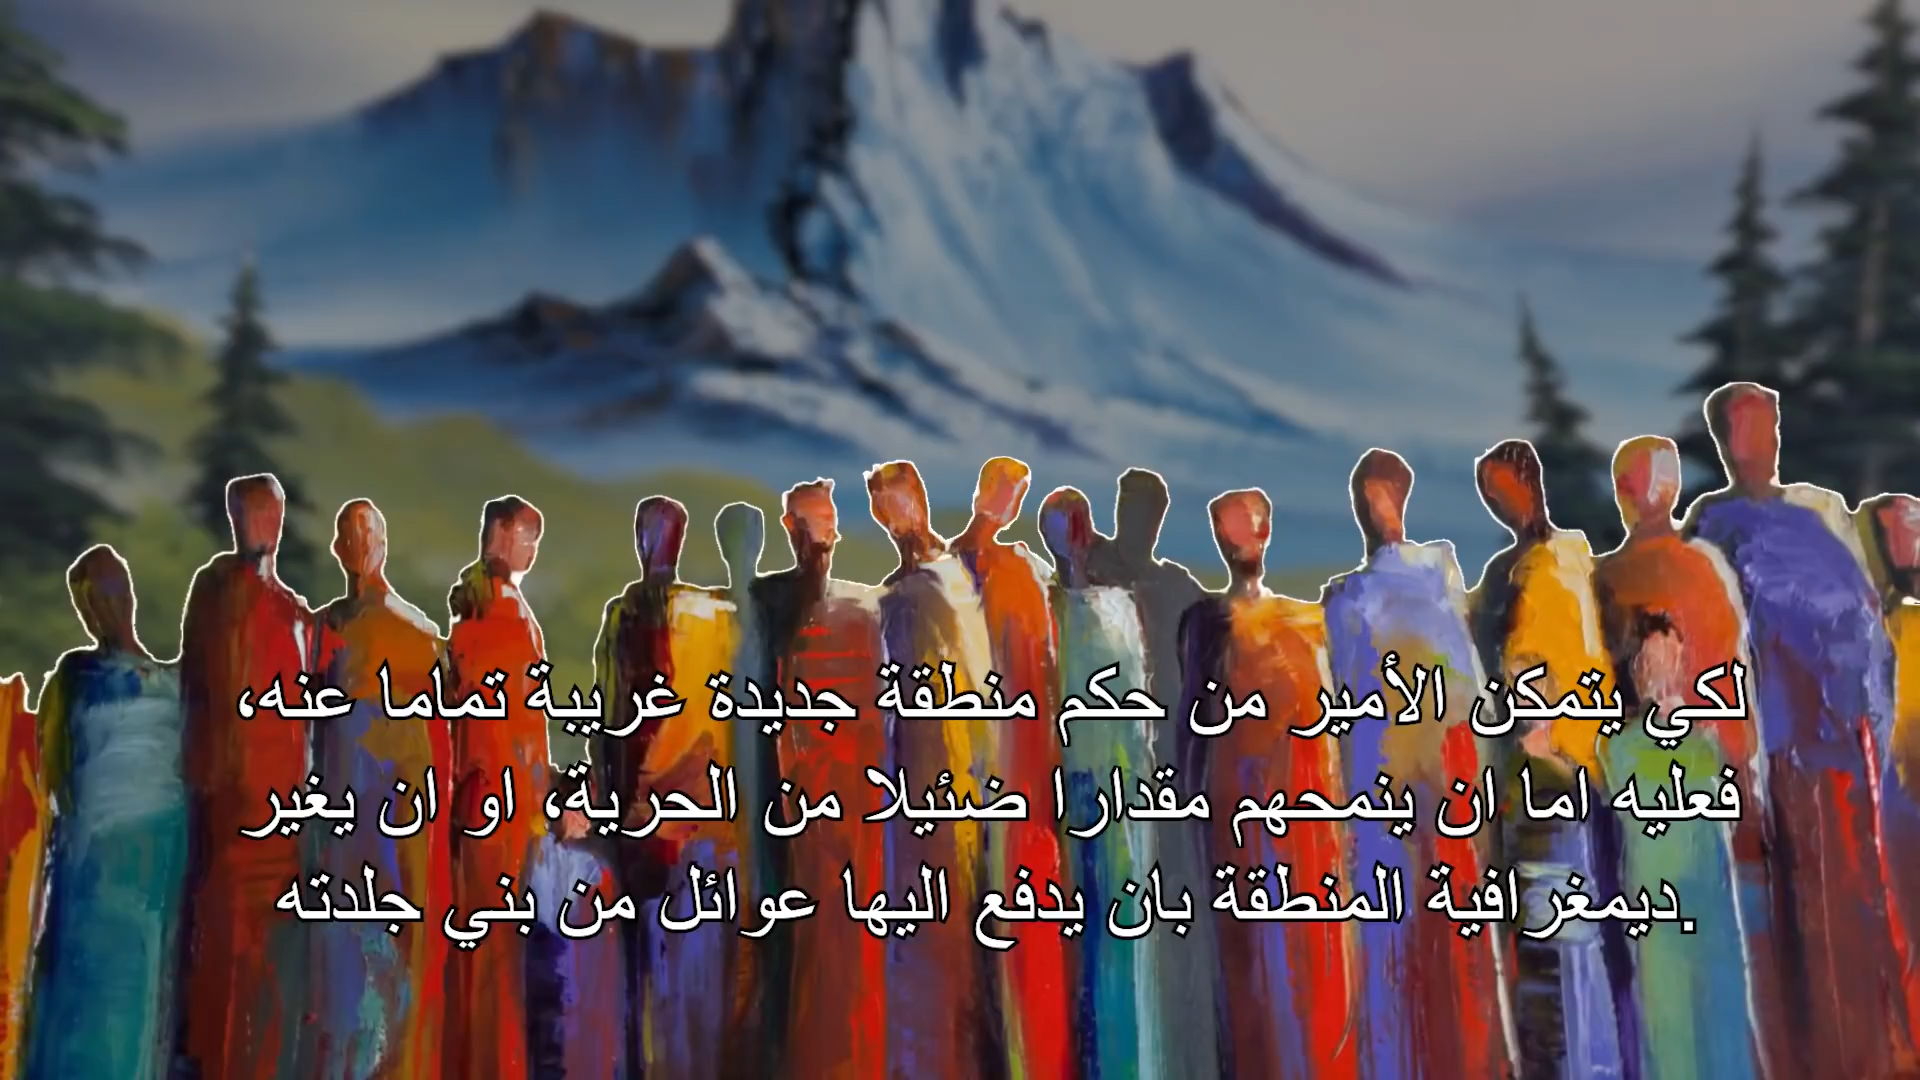 لكي يتمكن الأمير من حكم منطقة جديدة غريبة تماما عنه،
فعليه اما ان ينمحهم مقدارا ضئيلا من الحرية، او ان يغير
.ديمغرافية المنطقة بان يدفع اليها عوائل من بني جلدته